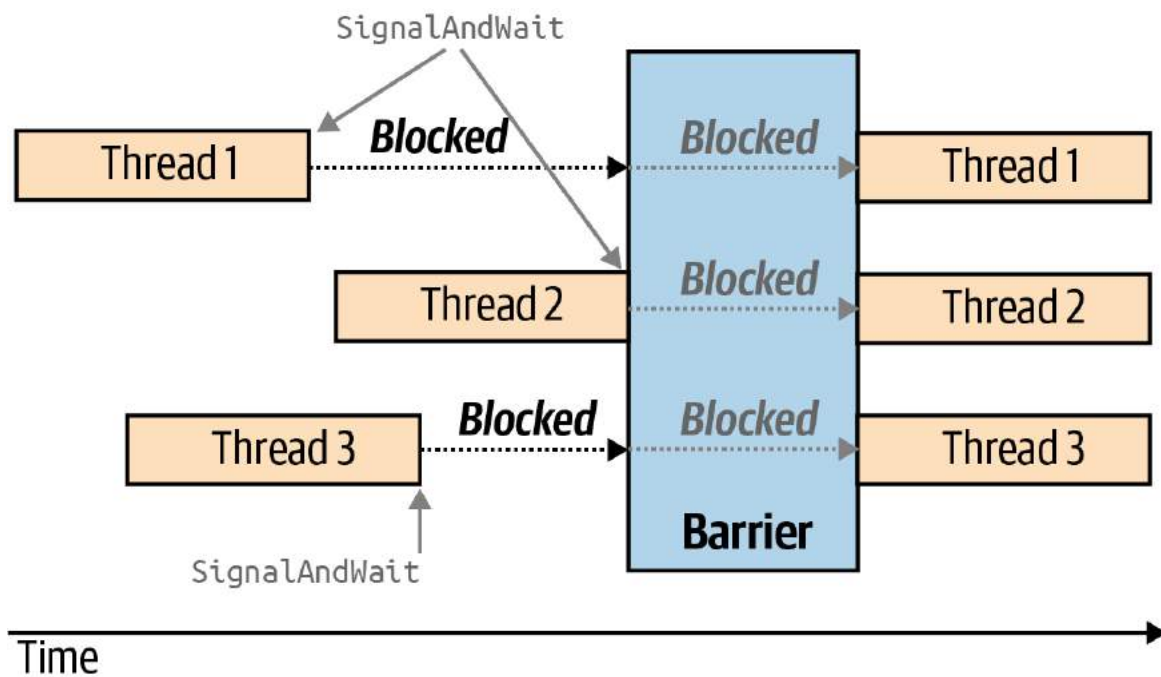 SignalAndWait
Thread 1
Blocked
Blocked
Thread 1
Thread 2
Blocked
Thread 2
Thread 3
Blocked
Blocked
Thread 3
Barrier
SignalAndWait
Time